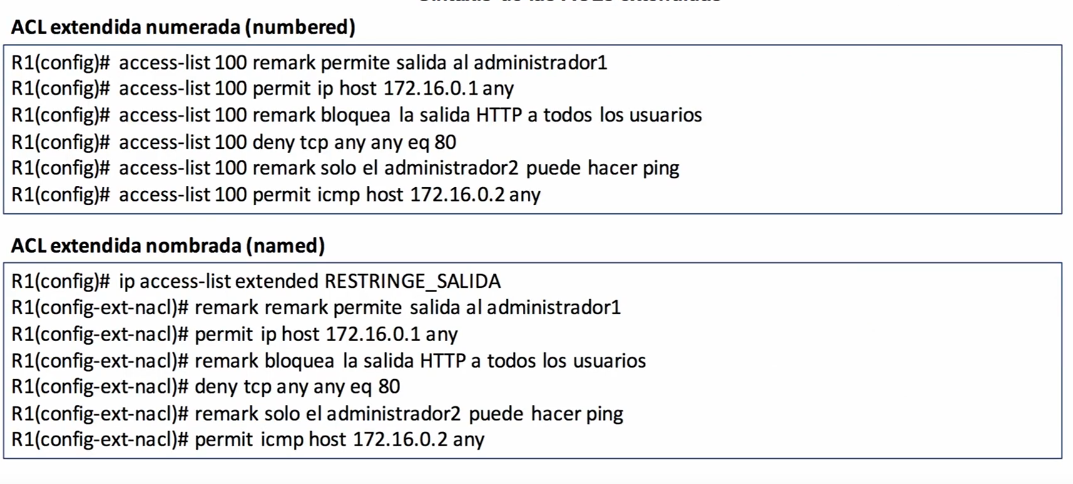 ACL extendida numerada (numbered)
R1(config)# access-list 100 remark permite salida al administrador1
R1(config)# access-list 100 permit ip host 172.16.0.1 any
R1(config)# access-list 100 remark bloquea la salida HTTP a todos los usuarios
R1(config)# access-list 100 deny tcp any any eq 80
R1(config)# access-list 100 remark solo el administrador2 puede hacer ping
R1(config)# access-list 100 permit icmp host 172.16.0.2 any
ACL extendida nombrada (named)
R1(config)# ip access-list extended RESTRINGE_SALIDA
R1(config-ext-nacl)# remark remark permite salida al administrador1
R1(config-ext-nacl)# permit ip host 172.16.0.1 any
R1(config-ext-nacl)# remark bloquea la salida HTTP a todos los usuarios
R1(config-ext-nacl)# deny tcp any any eq 80
R1(config-ext-nacl)# remark solo el administrador2 puede hacer ping
R1(config-ext-nacl)# permit icmp host 172.16.0.2 any